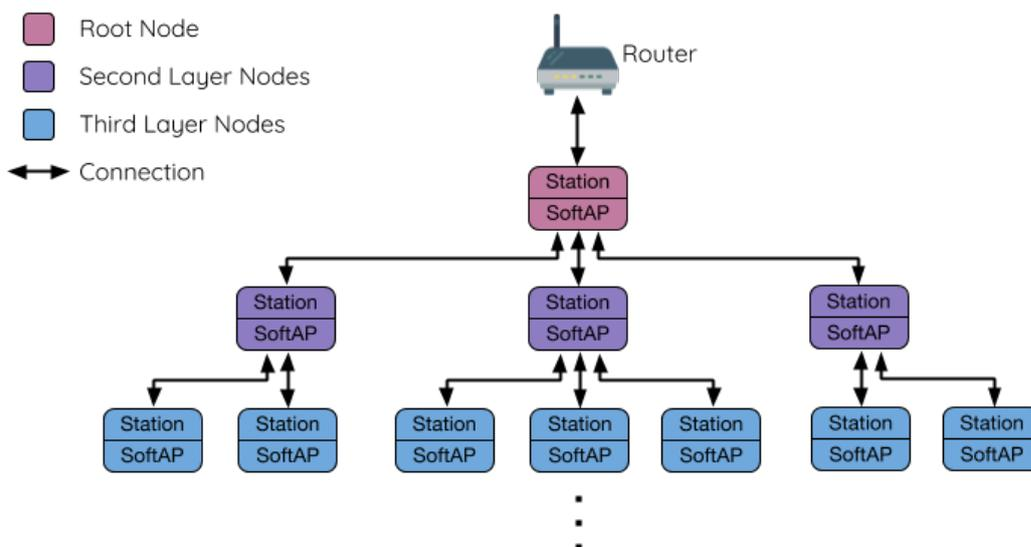 Root Node
Router
Second Layer Nodes
Third Layer Nodes
Connection
Station
SoftAP
Station
SoftAP
Station
SoftAP
Station
SoftAP
Station
SoftAP
Station
SoftAP
Station
SoftAP
Station
SoftAP
Station
SoftAP
Station
SoftAP
Station
SoftAP